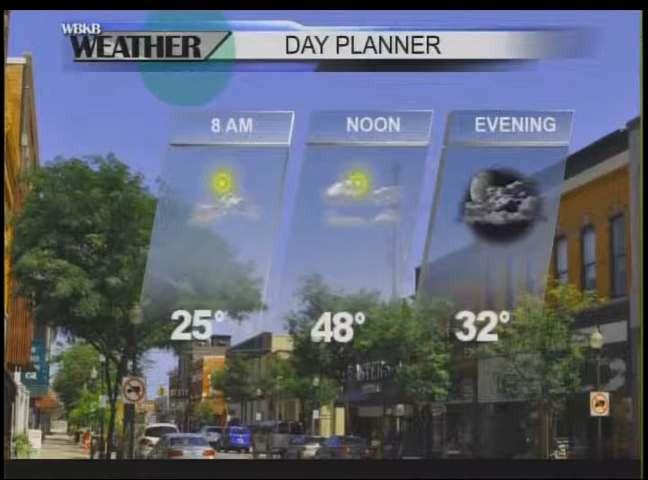 WBKB
WEATHER
DAY PLANNER
8 AM
NOON
EVENING
25°
48°
32°